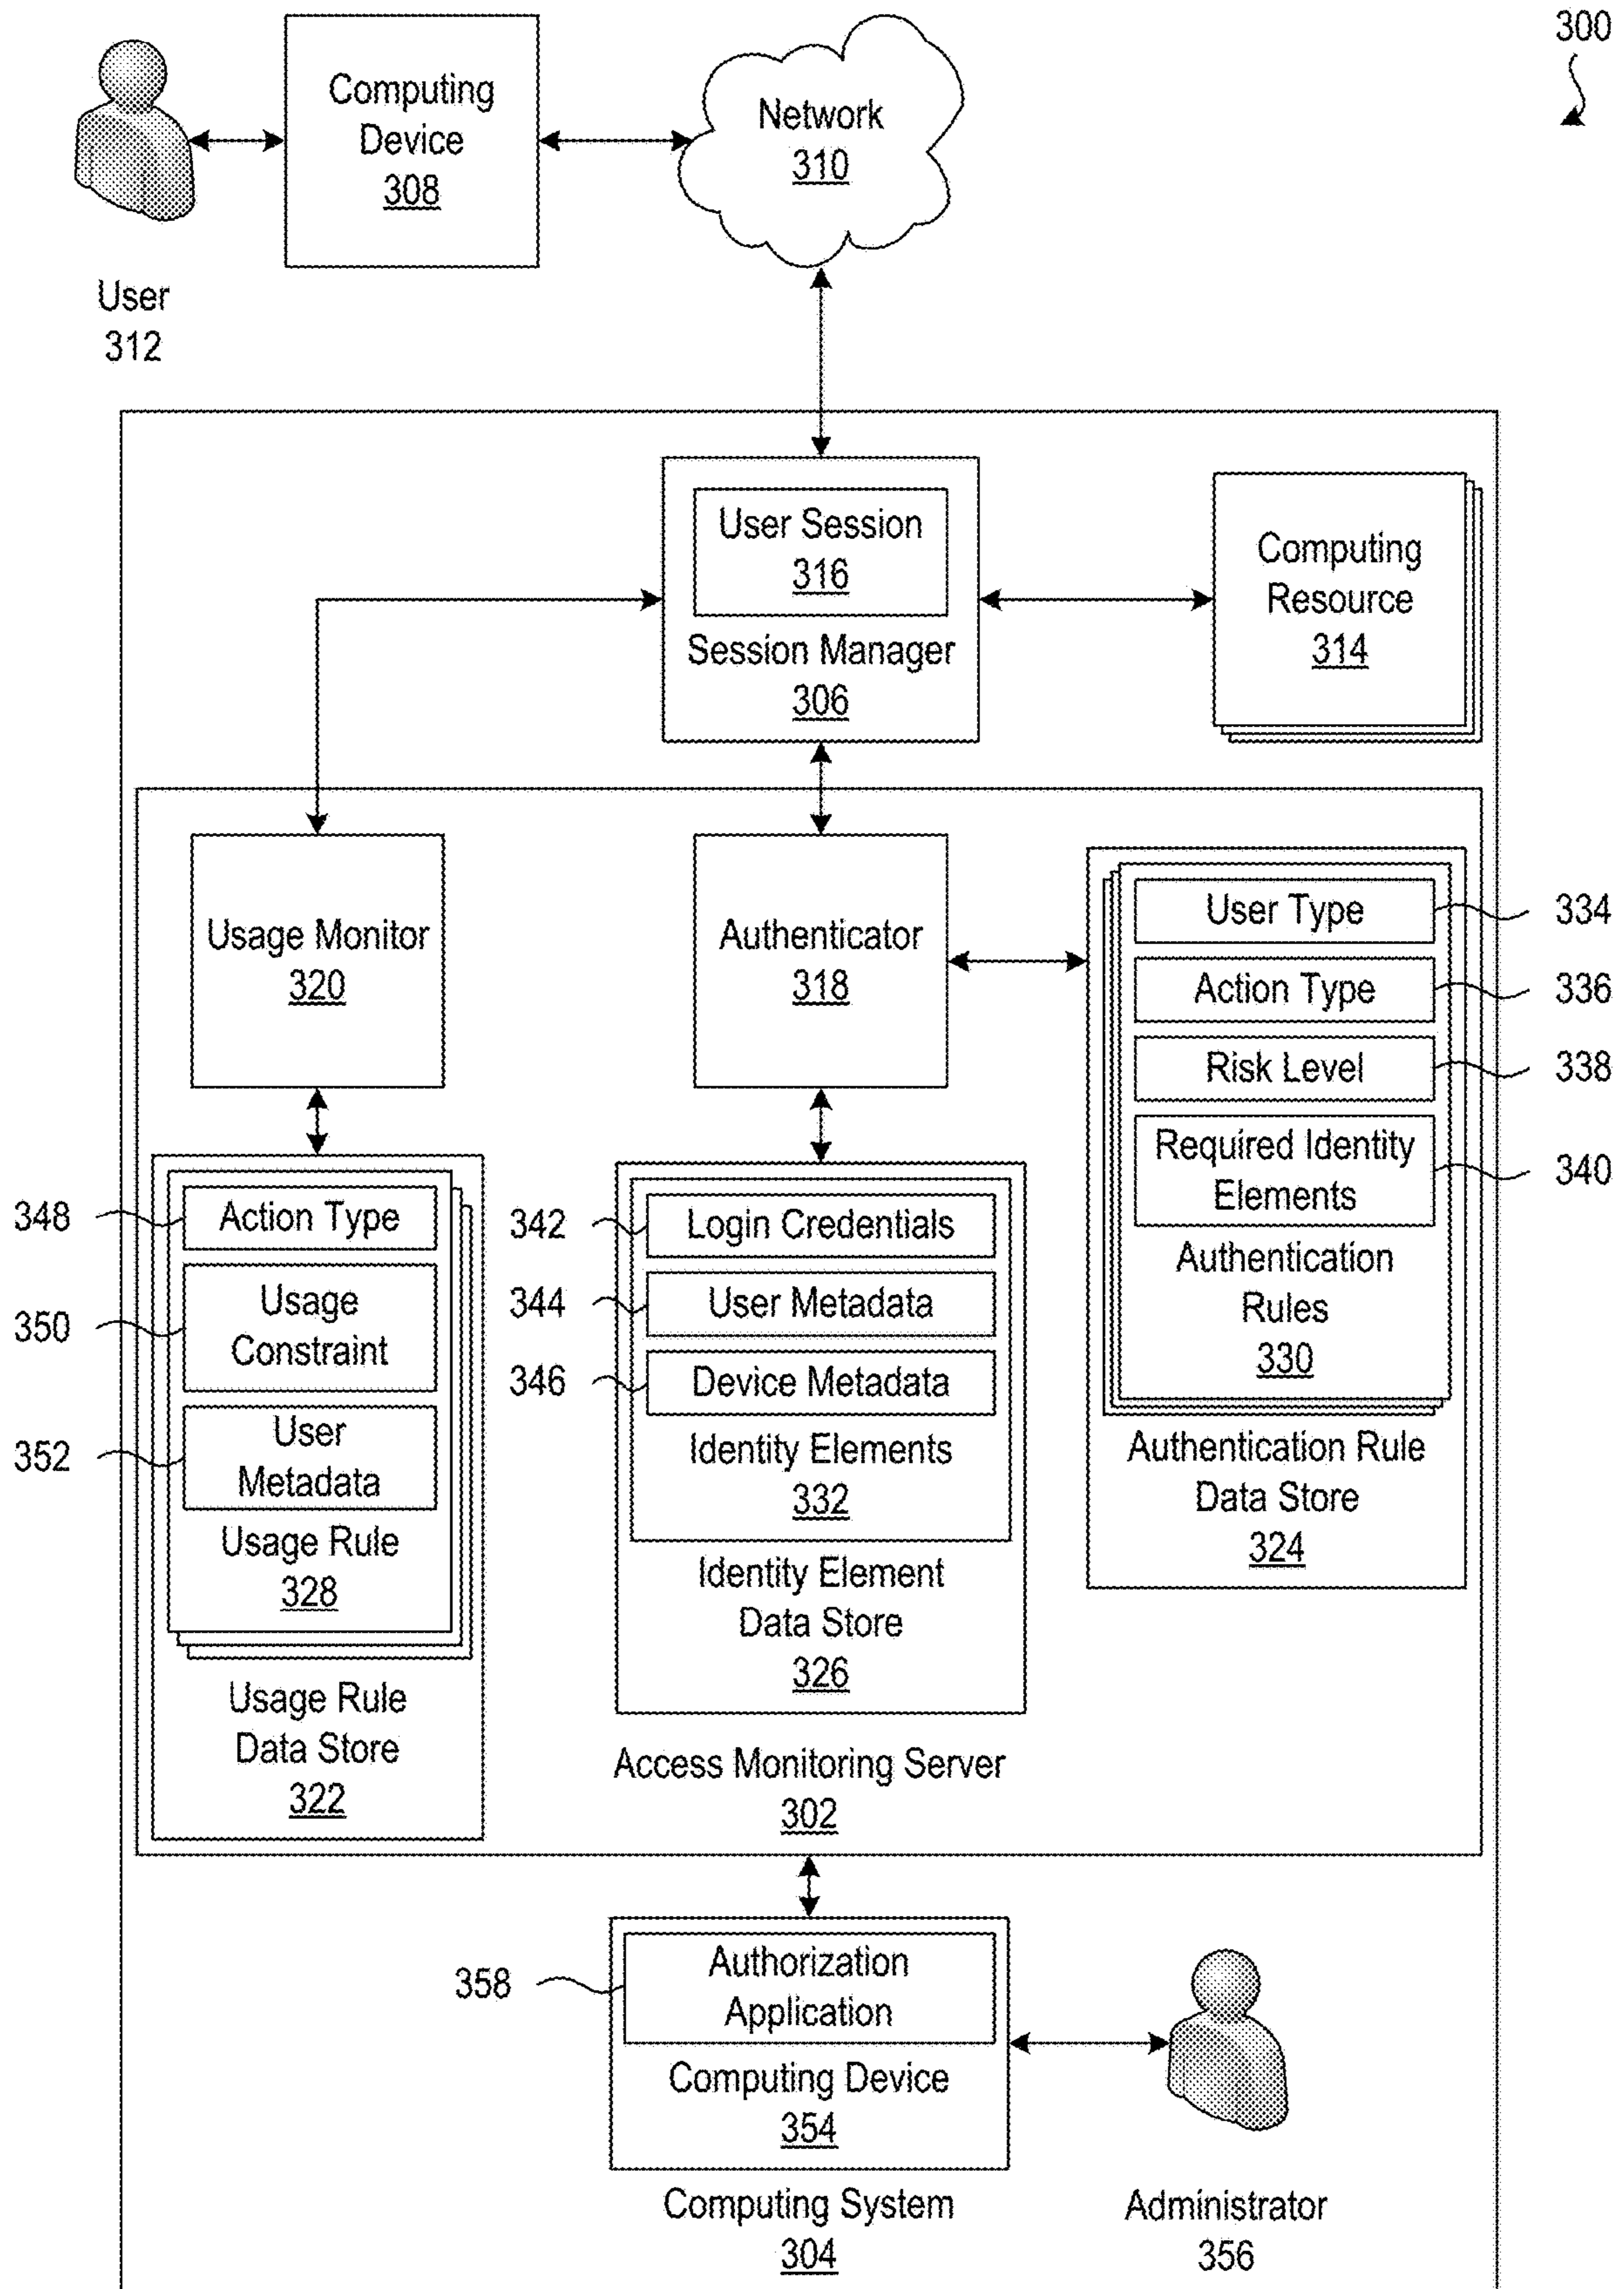 300
Computing
Device
308
Network
310
User
312
User Session
316
Session Manager
306
Computing
Resource
314
Usage Monitor
320
Authenticator
318
User Type
334
Action Type
336
Risk Level
338
Required Identity
Elements
340
Authentication
Rules
330
Authentication Rule
Data Store
324
348
Action Type
350
Usage
Constraint
352
User
Metadata
Usage Rule
328
Usage Rule
Data Store
322
342
Login Credentials
344
User Metadata
346
Device Metadata
Identity Elements
332
Identity Element
Data Store
326
Access Monitoring Server
302
358
Authorization
Application
Computing Device
354
Computing System
304
Administrator
356